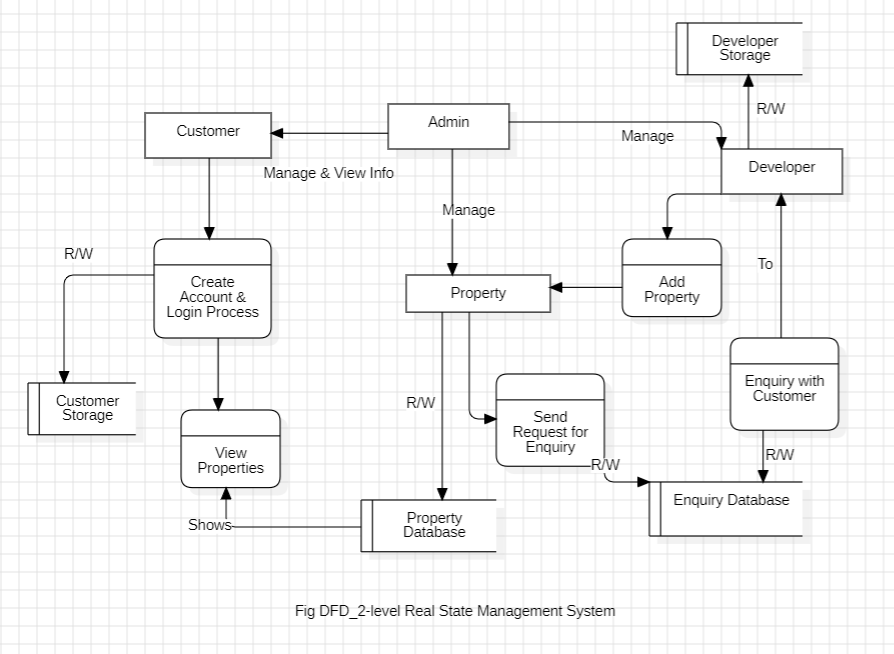 Developer
Storage
R/W
Customer
Admin
Manage
Developer
Manage & View Info
Manage
R/W
To
Create
Account &
Login Process
Property
Add
Property
Customer
Storage
R/W
Enquiry with
Customer
Send
Request for
Enquiry
View
Properties
R/W
R/W
Enquiry Database
Shows
Property
Database
Fig DFD_2-level Real State Management System